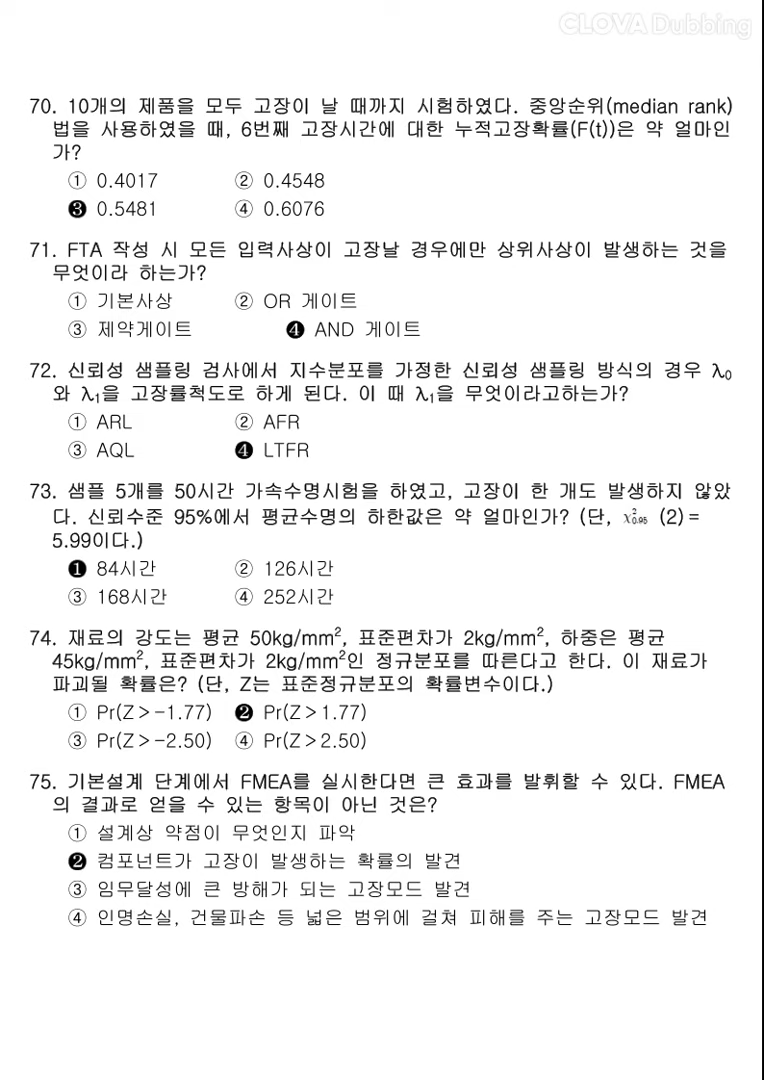 CLOVA Dubbing
70. 10개의 제품을 모두 고장이 날 때까지 시험하였다. 중앙순위(median rank)
법을 사용하였을 때, 6번째 고장시간에 대한 누적고장확률(F(t))은 약 얼마인
가?
① 0.4017 ② 0.4548
❸ 0.5481 ④ 0.6076
71. FTA 작성 시 모든 입력사상이 고장날 경우에만 상위사상이 발생하는 것을
무엇이라 하는가?
① 기본사상 ② OR 게이트
③ 제약게이트 ❹ AND 게이트
72. 신뢰성 샘플링 검사에서 지수분포를 가정한 신뢰성 샘플링 방식의 경우 λ₀
와 λ₁을 고장률척도로 하게 된다. 이 때 λ₁을 무엇이라고하는가?
① ARL ② AFR
③ AQL ❹ LTFR
73. 샘플 5개를 50시간 가속수명시험을 하였고, 고장이 한 개도 발생하지 않았
다. 신뢰수준 95%에서 평균수명의 하한값은 약 얼마인가? (단, χ²₀.₉₅ (2)=
5.99이다.)
❶ 84시간 ② 126시간
③ 168시간 ④ 252시간
74. 재료의 강도는 평균 50kg/mm², 표준편차가 2kg/mm², 하중은 평균
45kg/mm², 표준편차가 2kg/mm²인 정규분포를 따른다고 한다. 이 재료가
파괴될 확률은? (단, Z는 표준정규분포의 확률변수이다.)
① Pr(Z>-1.77) ❷ Pr(Z>1.77)
③ Pr(Z>-2.50) ④ Pr(Z>2.50)
75. 기본설계 단계에서 FMEA를 실시한다면 큰 효과를 발휘할 수 있다. FMEA
의 결과로 얻을 수 있는 항목이 아닌 것은?
① 설계상 약점이 무엇인지 파악
❷ 컴포넌트가 고장이 발생하는 확률의 발견
③ 임무달성에 큰 방해가 되는 고장모드 발견
④ 인명손실, 건물파손 등 넓은 범위에 걸쳐 피해를 주는 고장모드 발견